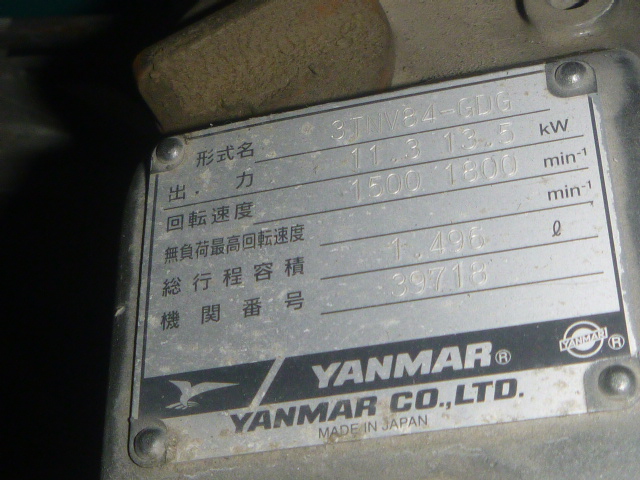 形式名 3TNV84-GDG
出力 11.3 13.5 kW
回転速度 1500 1800 min-1
無負荷最高回転速度 min-1
総行程容積 1.496 ℓ
機関番号 39718
YANMAR® YANMAR ®
YANMAR CO.,LTD.
MADE IN JAPAN